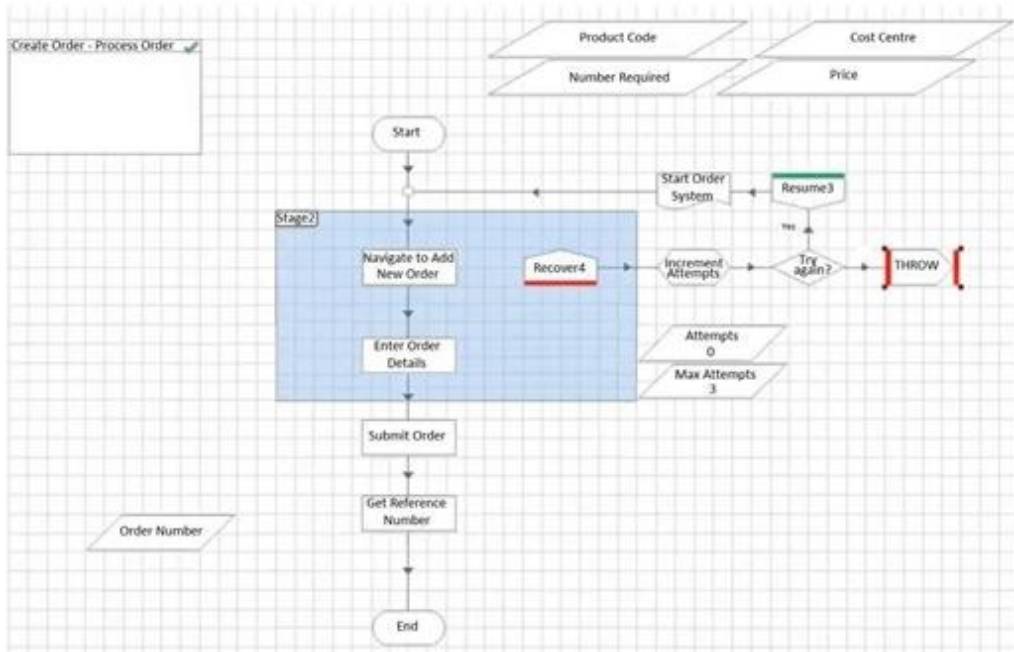 Create Order - Process Order
Product Code
Cost Centre
Number Required
Price
Start
Start Order
System
Resume3
Stage2
Yes
Navigate to Add
New Order
Recover4
Increment
Attempts
Try
again?
THROW
Enter Order
Details
Attempts
0
Max Attempts
3
Submit Order
Get Reference
Number
Order Number
End